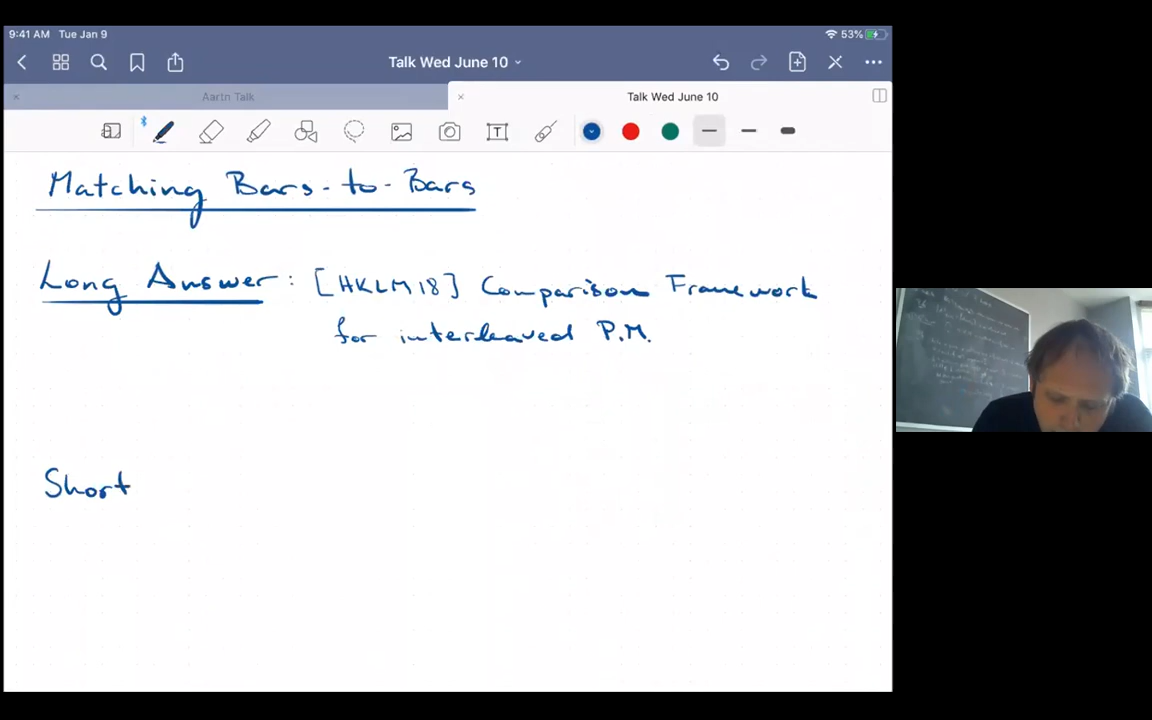 9:41 AM Tue Jan 9 53%
Talk Wed June 10
Aartn Talk Talk Wed June 10
T
Matching Bars-to-Bars
Long Answer: [HKLM18] Comparison Framework
for interleaved P.M.
Short